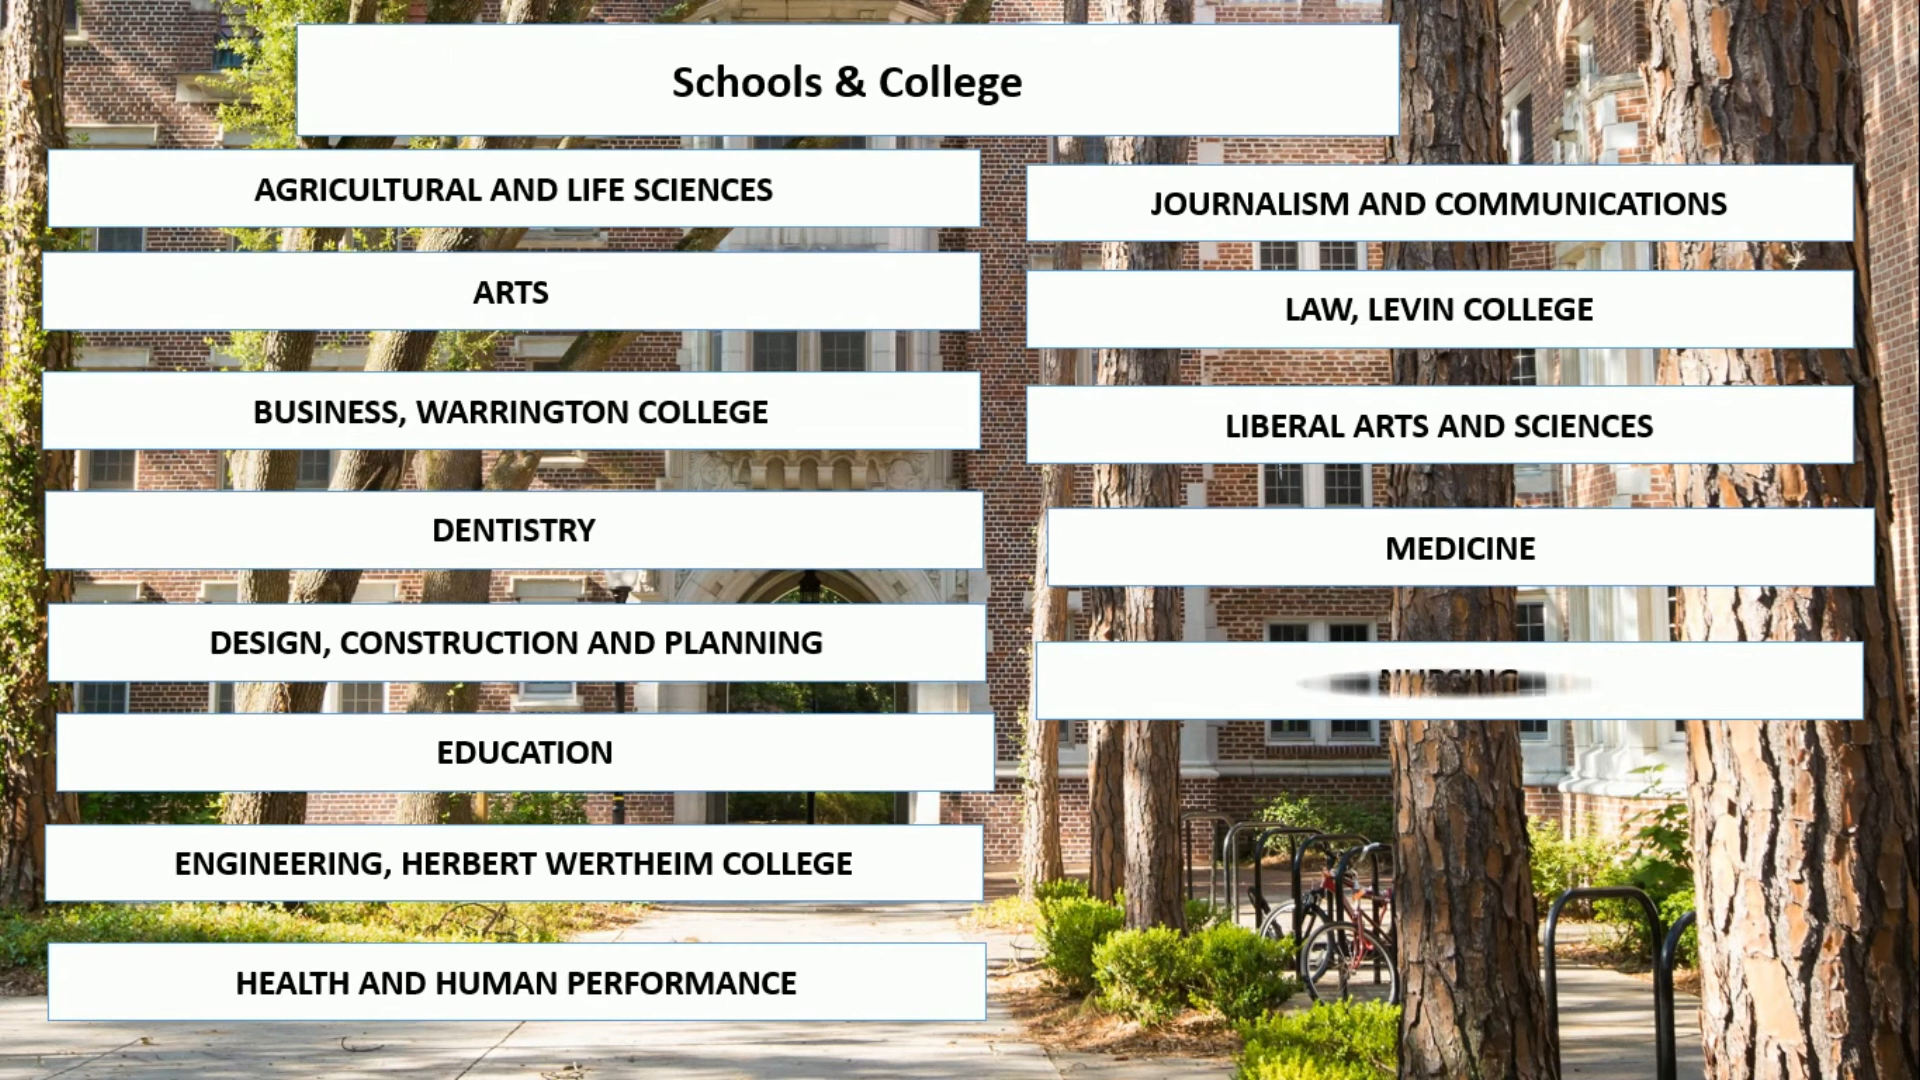 Schools & College
AGRICULTURAL AND LIFE SCIENCES
ARTS
BUSINESS, WARRINGTON COLLEGE
DENTISTRY
DESIGN, CONSTRUCTION AND PLANNING
EDUCATION
ENGINEERING, HERBERT WERTHEIM COLLEGE
HEALTH AND HUMAN PERFORMANCE
JOURNALISM AND COMMUNICATIONS
LAW, LEVIN COLLEGE
LIBERAL ARTS AND SCIENCES
MEDICINE